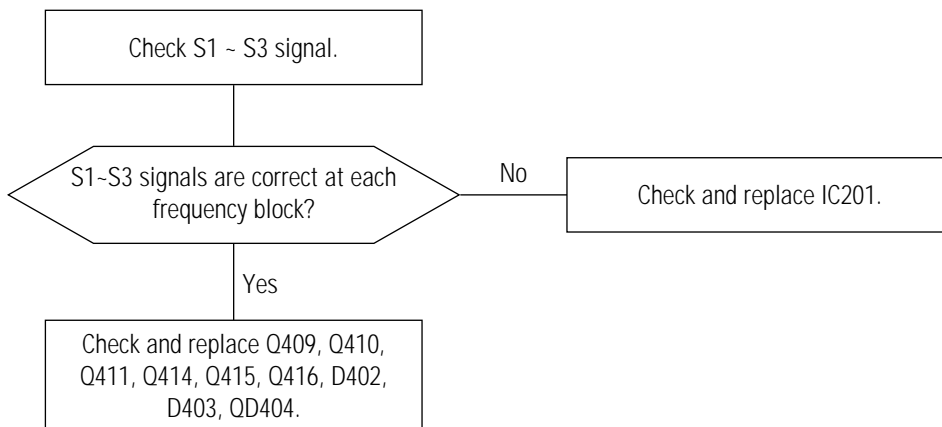 Check S1 ~ S3 signal.
S1~S3 signals are correct at each
frequency block?
No
Check and replace IC201.
Yes
Check and replace Q409, Q410,
Q411, Q414, Q415, Q416, D402,
D403, QD404.